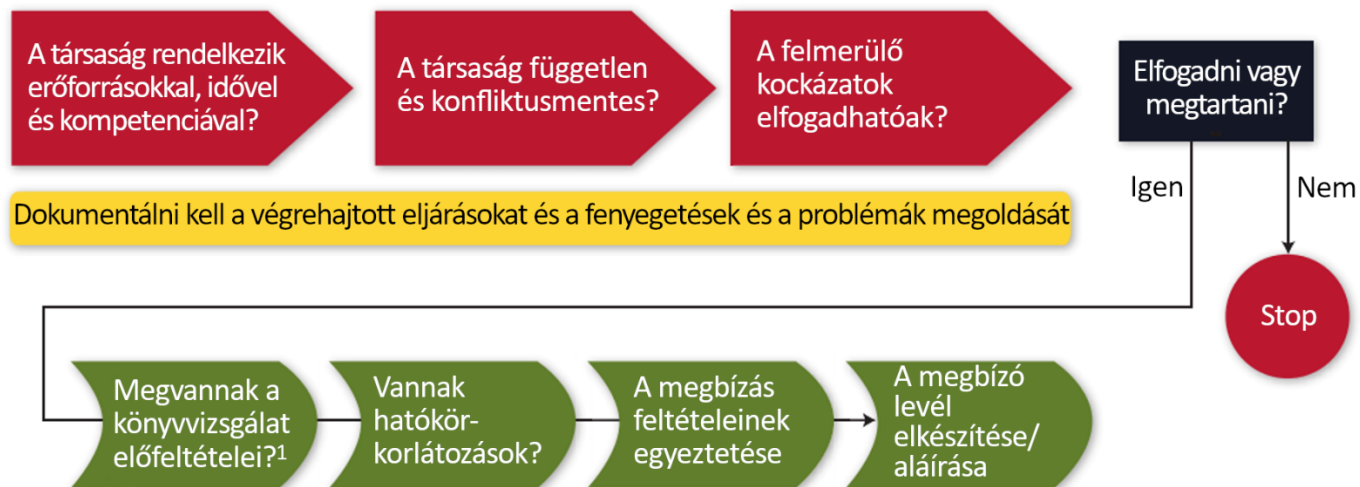 A társaság rendelkezik
erőforrásokkal, idővel
és kompetenciával?
A társaság független
és konfliktusmentes?
A felmerülő
kockázatok
elfogadhatóak?
Elfogadni vagy
megtartani?
Igen
Nem
Dokumentálni kell a végrehajtott eljárásokat és a fenyegetések és a problémák megoldását
Stop
Megvannak a
könyvvizsgálat
előfeltételei?¹
Vannak
hatókör-
korlátozások?
A megbízás
feltételeinek
egyeztetése
A megbízó
levél
elkészítése/
aláírása